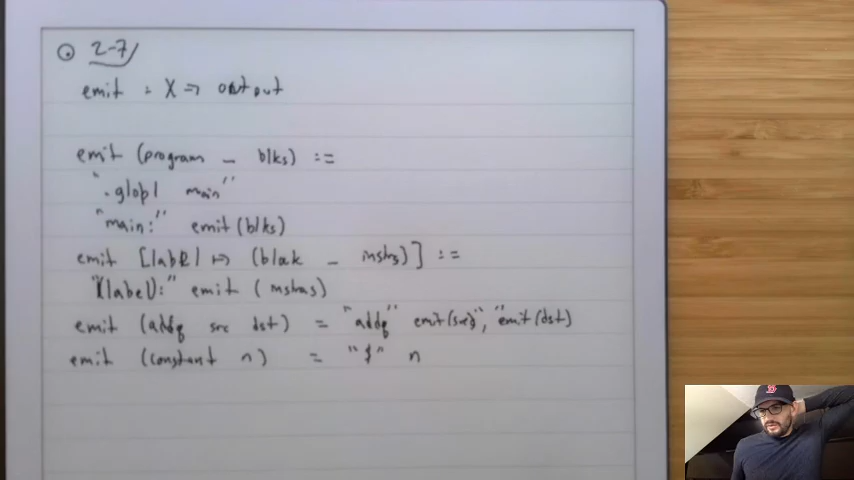 ⊙ 2-7/
emit : X => output
emit (program _ blks) :=
".globl main"
"main:" emit (blks)
emit [label ↦ (block _ instrs)] :=
"(label):" emit (instrs)
emit (addq src dst) = "addq" emit(src) "," emit(dst)
emit (constant n) = "$" n
B